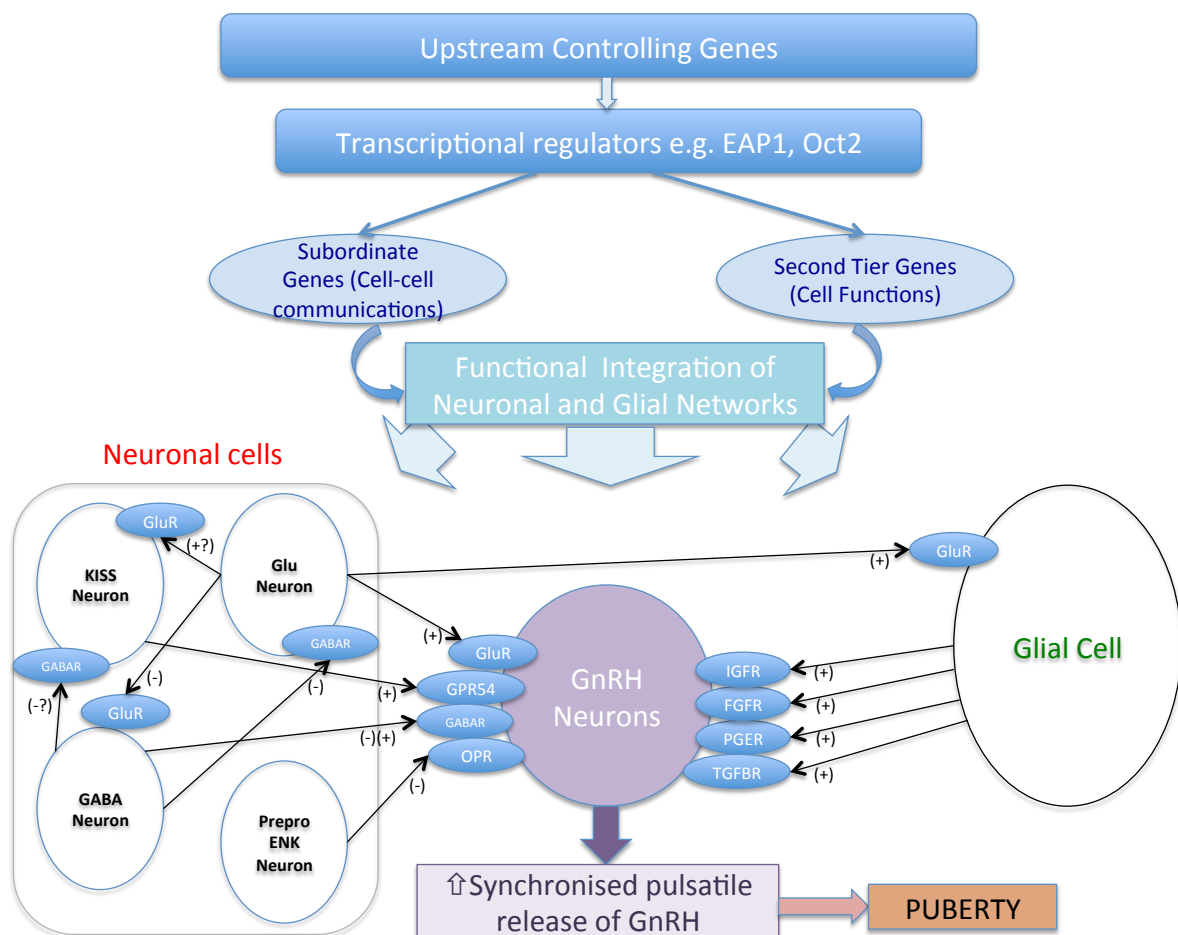 Upstream Controlling Genes
Transcriptional regulators e.g. EAP1, Oct2
Subordinate
Genes (Cell-cell
communications)
Second Tier Genes
(Cell Functions)
Functional Integration of
Neuronal and Glial Networks
Neuronal cells
GluR
(+?)
KISS
Neuron
Glu
Neuron
GABAR
GABAR
(-)
(-)
(-?)
GluR
GABA
Neuron
Prepro
ENK
Neuron
(+)
GluR
(+)
GPR54
(-)(+)
GABAR
(-)
OPR
GnRH
Neurons
GluR
(+)
Glial Cell
IGFR
(+)
FGFR
(+)
PGER
(+)
TGFBR
(+)
⇧Synchronised pulsatile
release of GnRH
PUBERTY